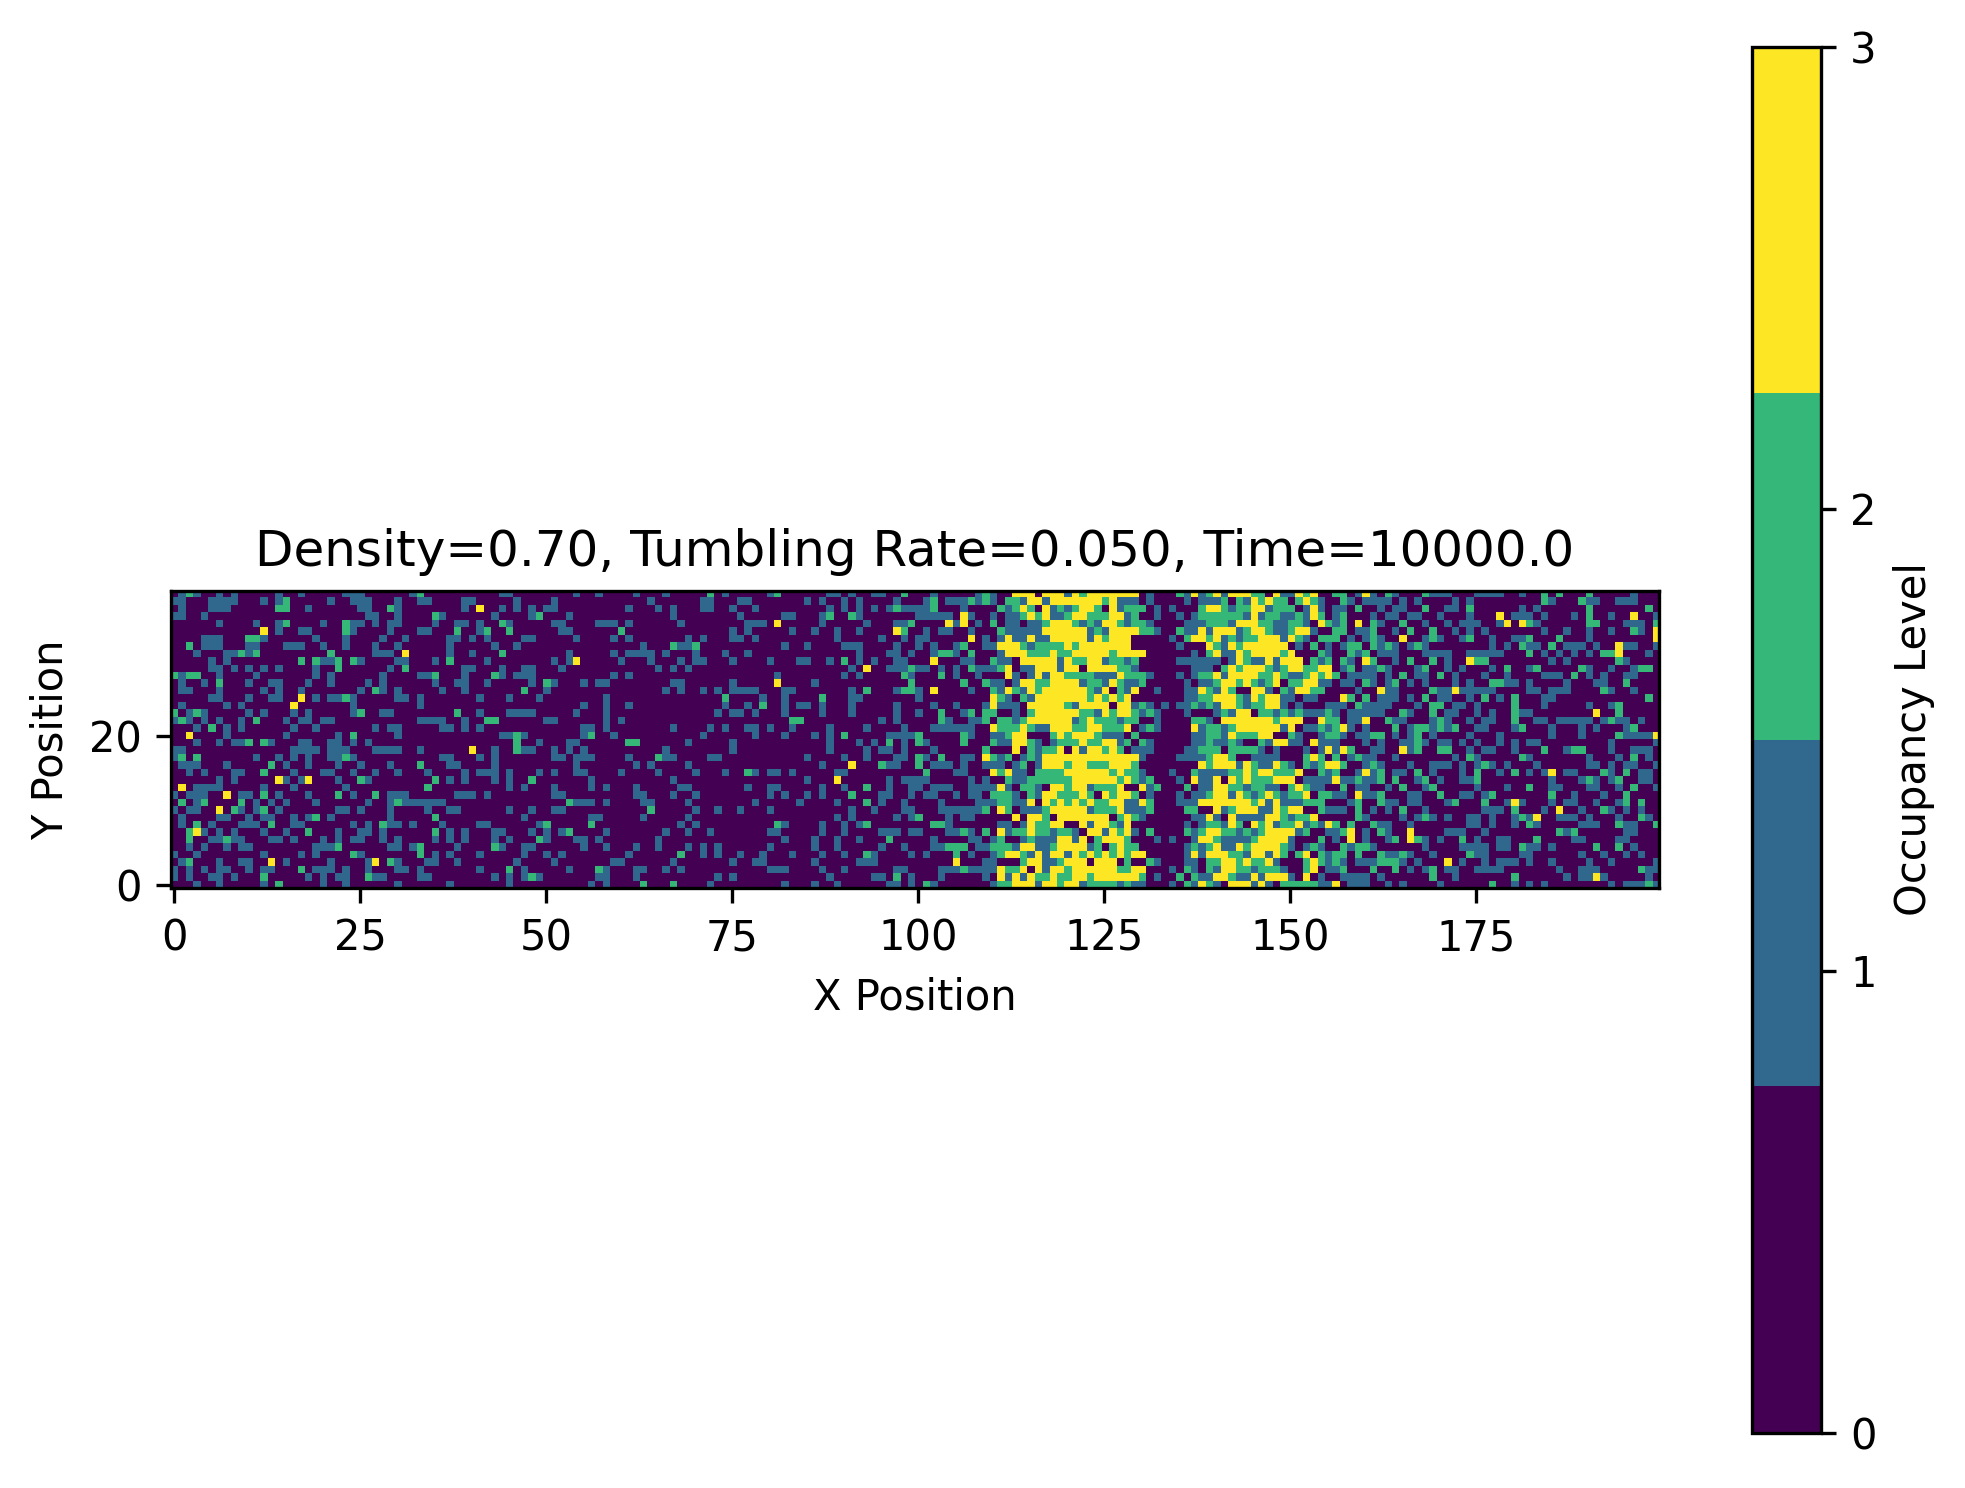 Density=0.70, Tumbling Rate=0.050, Time=10000.0
Y Position
20
0
0 25 50 75 100 125 150 175
X Position
3
2
1
0
Occupancy Level